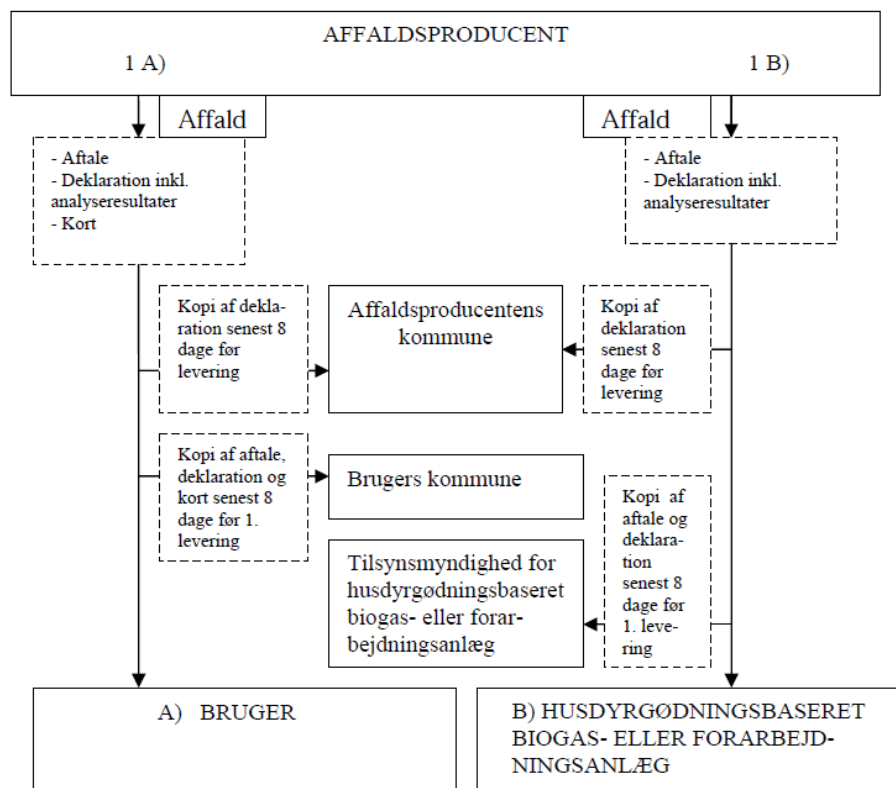 AFFALDSPRODUCENT
1 A)
1 B)
Affald
Affald
- Aftale
- Deklaration inkl.
analyseresultater
- Kort
- Aftale
- Deklaration inkl.
analyseresultater
Kopi af dekla-
ration senest 8
dage før
levering
Affaldsproducentens
kommune
Kopi af
deklaration
senest 8
dage før
levering
Kopi af aftale,
deklaration og
kort senest 8
dage før 1.
levering
Brugers kommune
Kopi af
aftale og
deklara-
tion
senest 8
dage før
1. leve-
ring
Tilsynsmyndighed for
husdyrgødningsbaseret
biogas- eller forar-
bejdningsanlæg
A) BRUGER
B) HUSDYRGØDNINGSBASERET
BIOGAS- ELLER FORARBEJD-
NINGSANLÆG